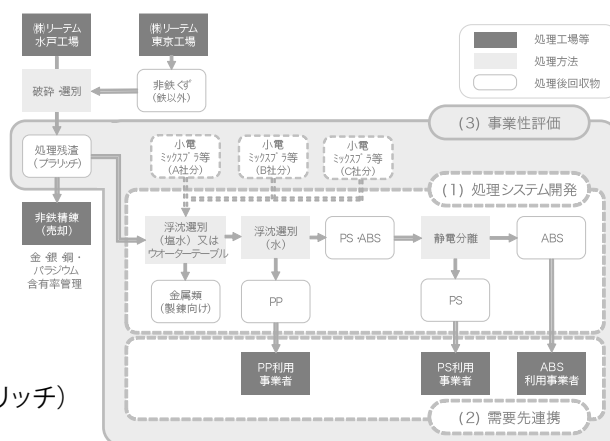 ㈱リーテム
水戸工場
㈱リーテム
東京工場
処理工場等
処理方法
処理後回収物
破砕・選別
非鉄くず
(鉄以外)
(3) 事業性評価
処理残渣
(プラリッチ)
小電
ミックスプラ等
(A社分)
小電
ミックスプラ等
(B社分)
小電
ミックスプラ等
(C社分)
(1) 処理システム開発
非鉄精錬
(売却)
浮沈選別
(塩水) 又は
ウオーターテーブル
浮沈選別
(水)
PS・ABS
静電分離
ABS
金・銀・銅・
パラジウム
含有率管理
金属類
(製錬向け)
PP
PS
PP利用
事業者
PS利用
事業者
ABS
利用事業者
リッチ)
(2) 需要先連携